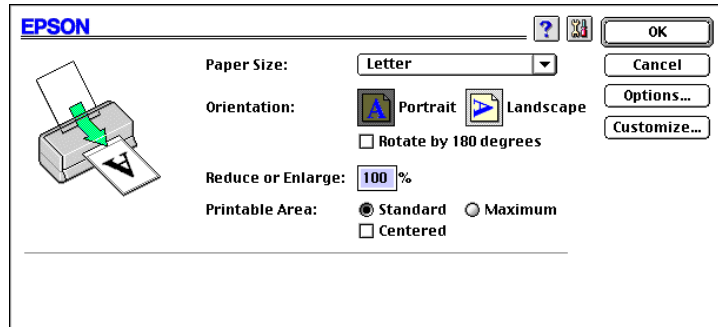 EPSON
?
OK
Paper Size: Letter
Cancel
Orientation: A Portrait A Landscape
Options...
Rotate by 180 degrees
Customize...
A
Reduce or Enlarge: 100 %
Printable Area: Standard Maximum
Centered